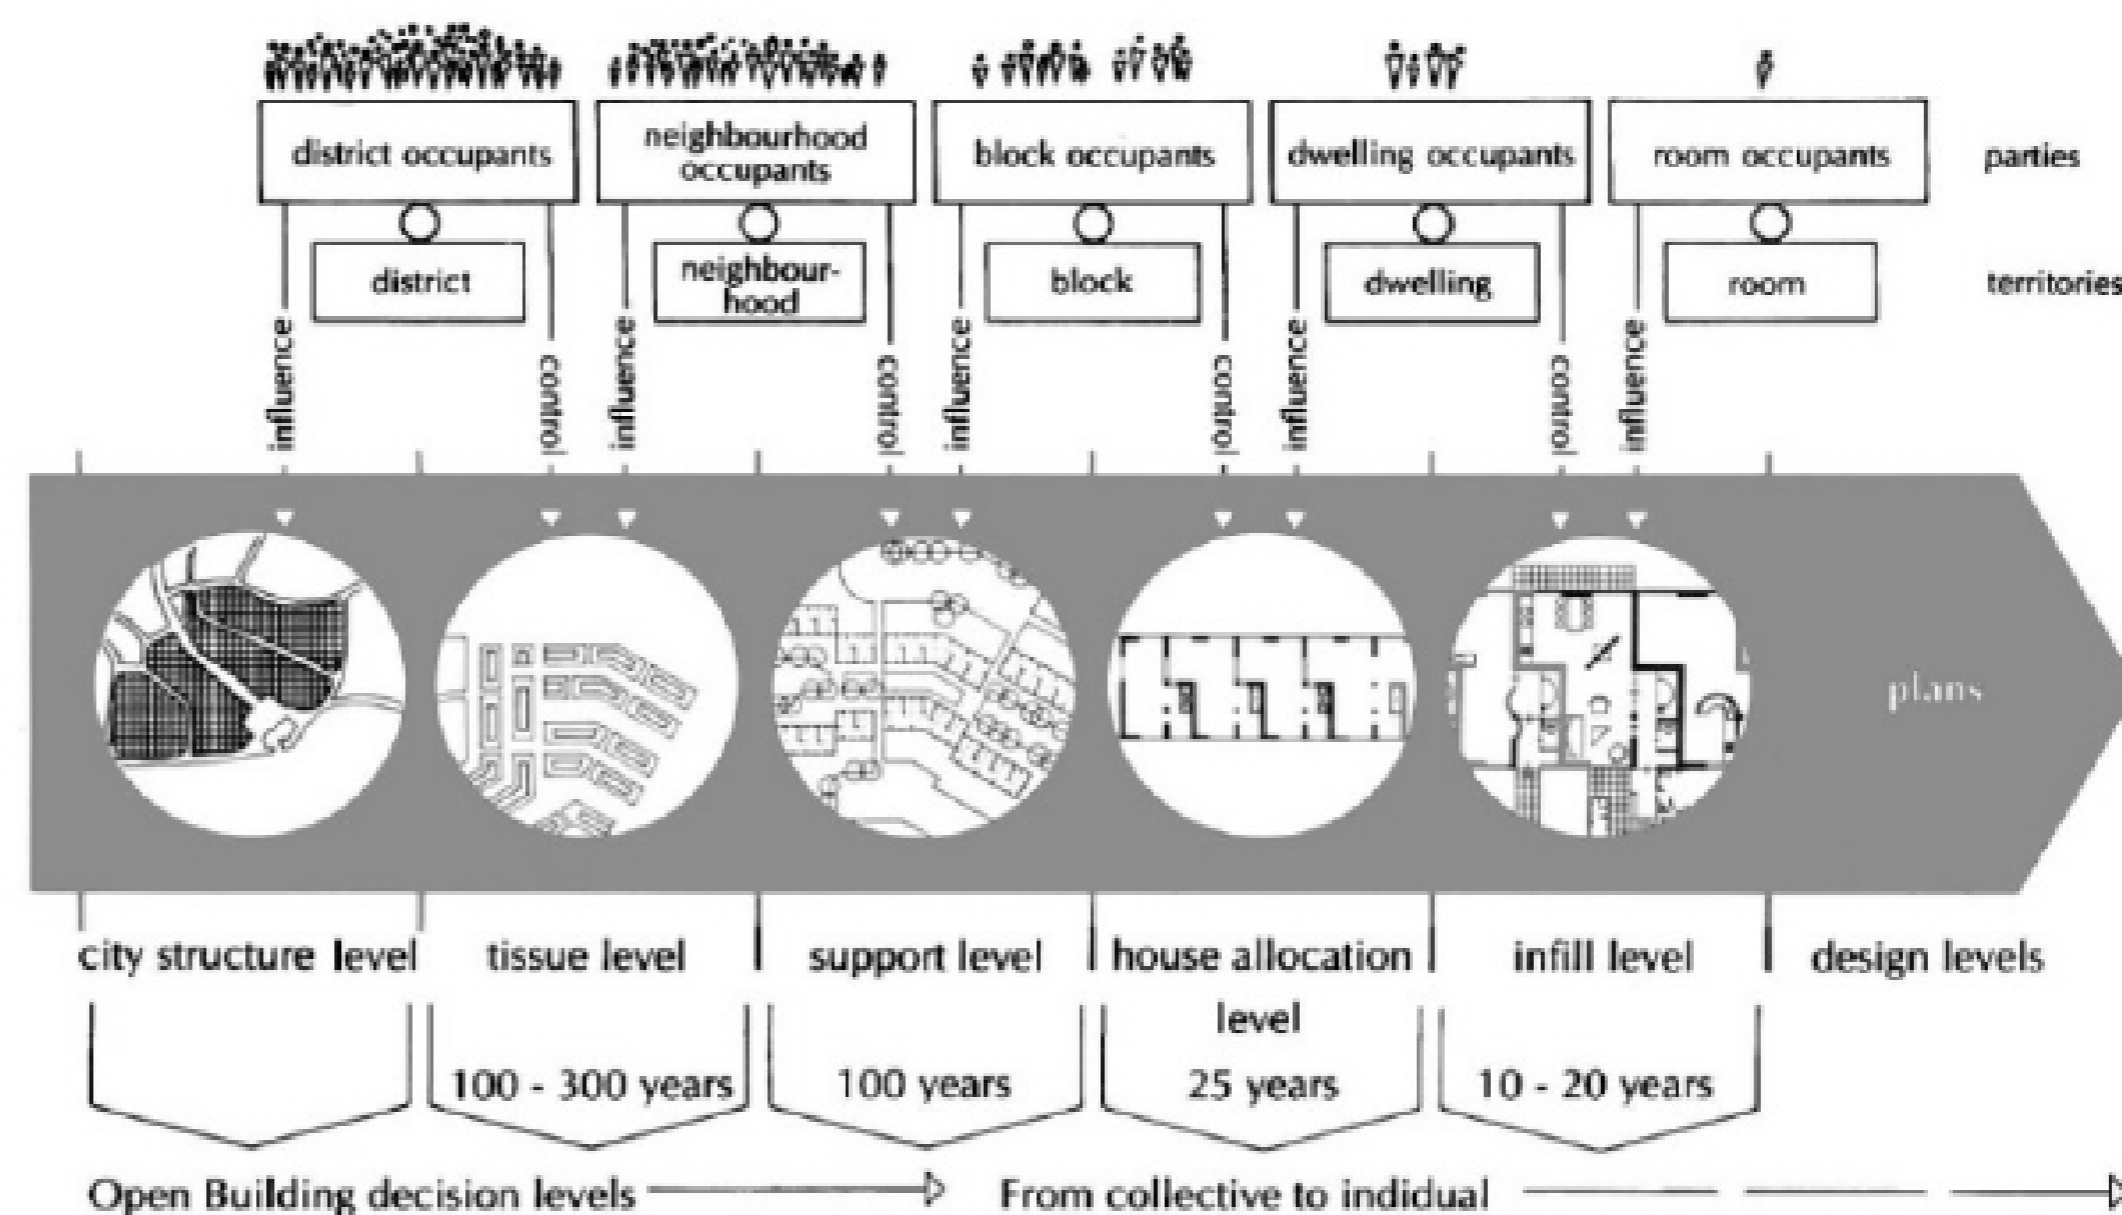 district occupants
neighbourhood
occupants
block occupants
dwelling occupants
room occupants
parties
district
neighbour-
hood
block
dwelling
room
territories
influence
control
influence
control
influence
control
influence
control
influence
plans
city structure level
tissue level
support level
house allocation
level
infill level
design levels
100 - 300 years
100 years
25 years
10 - 20 years
Open Building decision levels
From collective to indidual